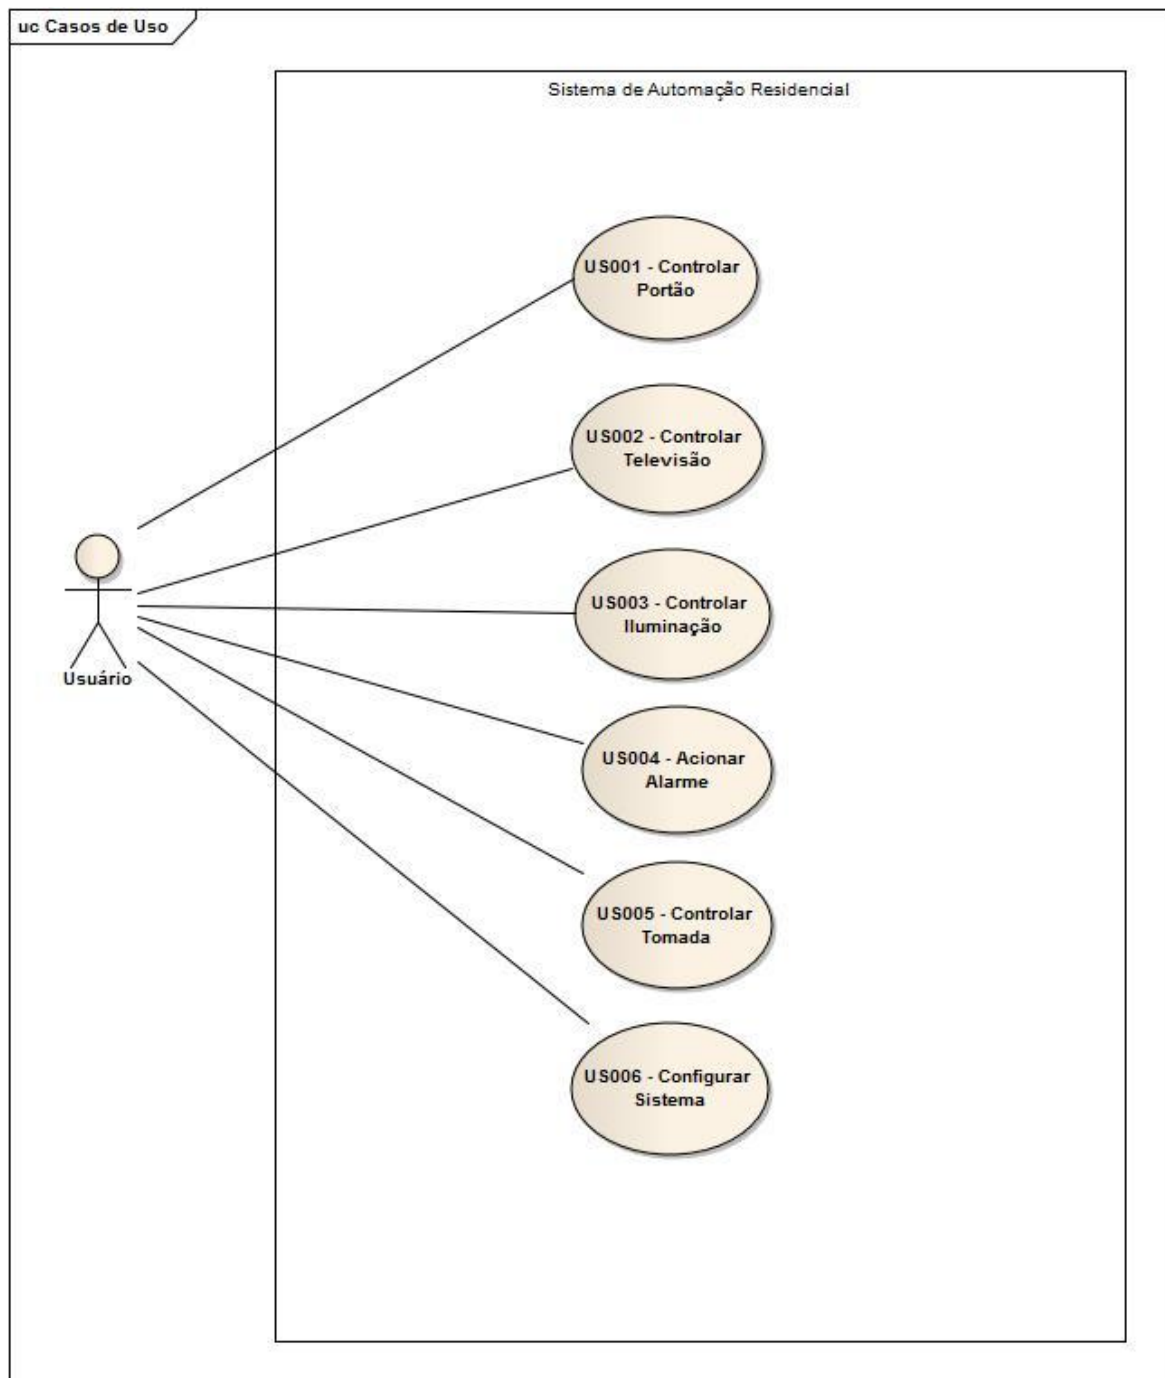 uc Casos de Uso
Sistema de Automação Residencial
US001 - Controlar
Portão
US002 - Controlar
Televisão
US003 - Controlar
Iluminação
Usuário
US004 - Acionar
Alarme
US005 - Controlar
Tomada
US006 - Configurar
Sistema